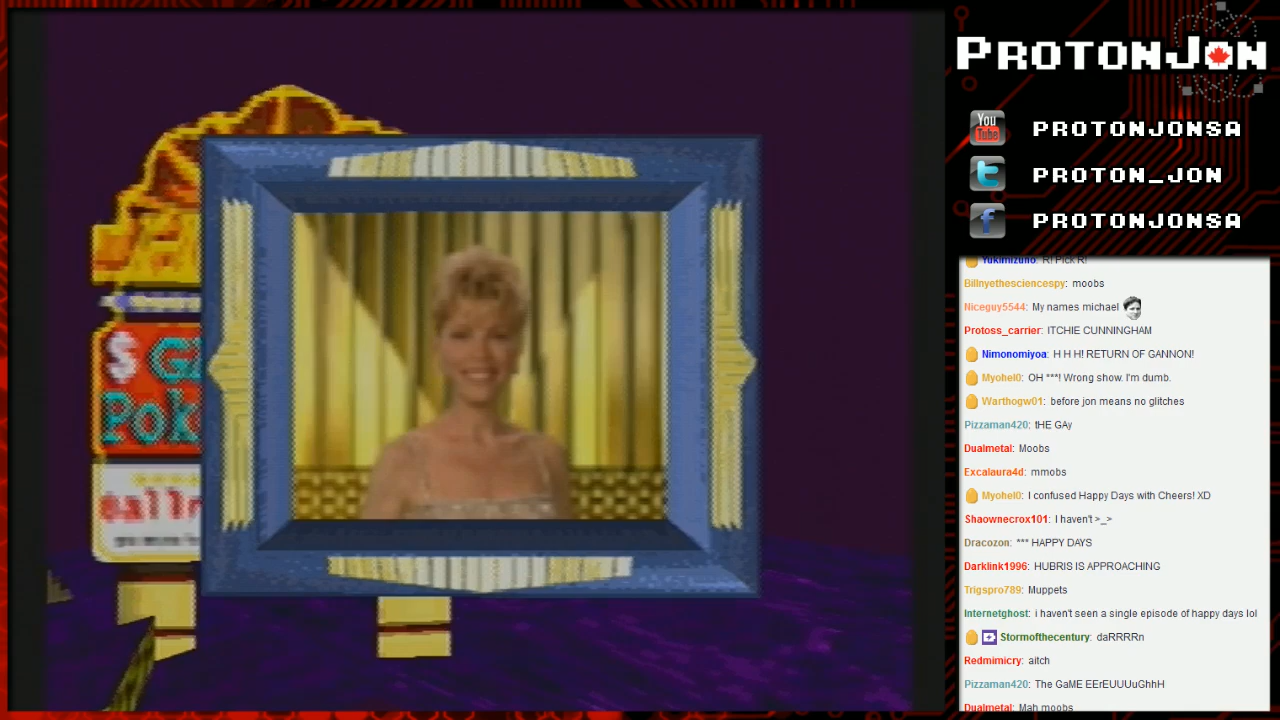 PROTONJON
You
Tube
PROTONJONSA
PROTON_JON
PROTONJONSA
$
Yukimizuno: R! Pick R!
Billnyethesciencespy: moobs
Niceguy5544: My names michael
Protoss_carrier: ITCHIE CUNNINGHAM
Nimonomiyoa: H H H! RETURN OF GANNON!
Myohel0: OH ***! Wrong show. I'm dumb.
Warthogw01: before jon means no glitches
Pizzaman420: tHE GAy
Dualmetal: Moobs
Excalaura4d: mmobs
Myohel0: I confused Happy Days with Cheers! XD
Shaownecrox101: I haven't >_>
Dracozon: *** HAPPY DAYS
Darklink1996: HUBRIS IS APPROACHING
Trigspro789: Muppets
Internetghost: i haven't seen a single episode of happy days lol
Stormofthecentury: daRRRRn
Redmimicry: aitch
Pizzaman420: The GaME EErEUUUuGhhH
Dualmetal: Mah moobs